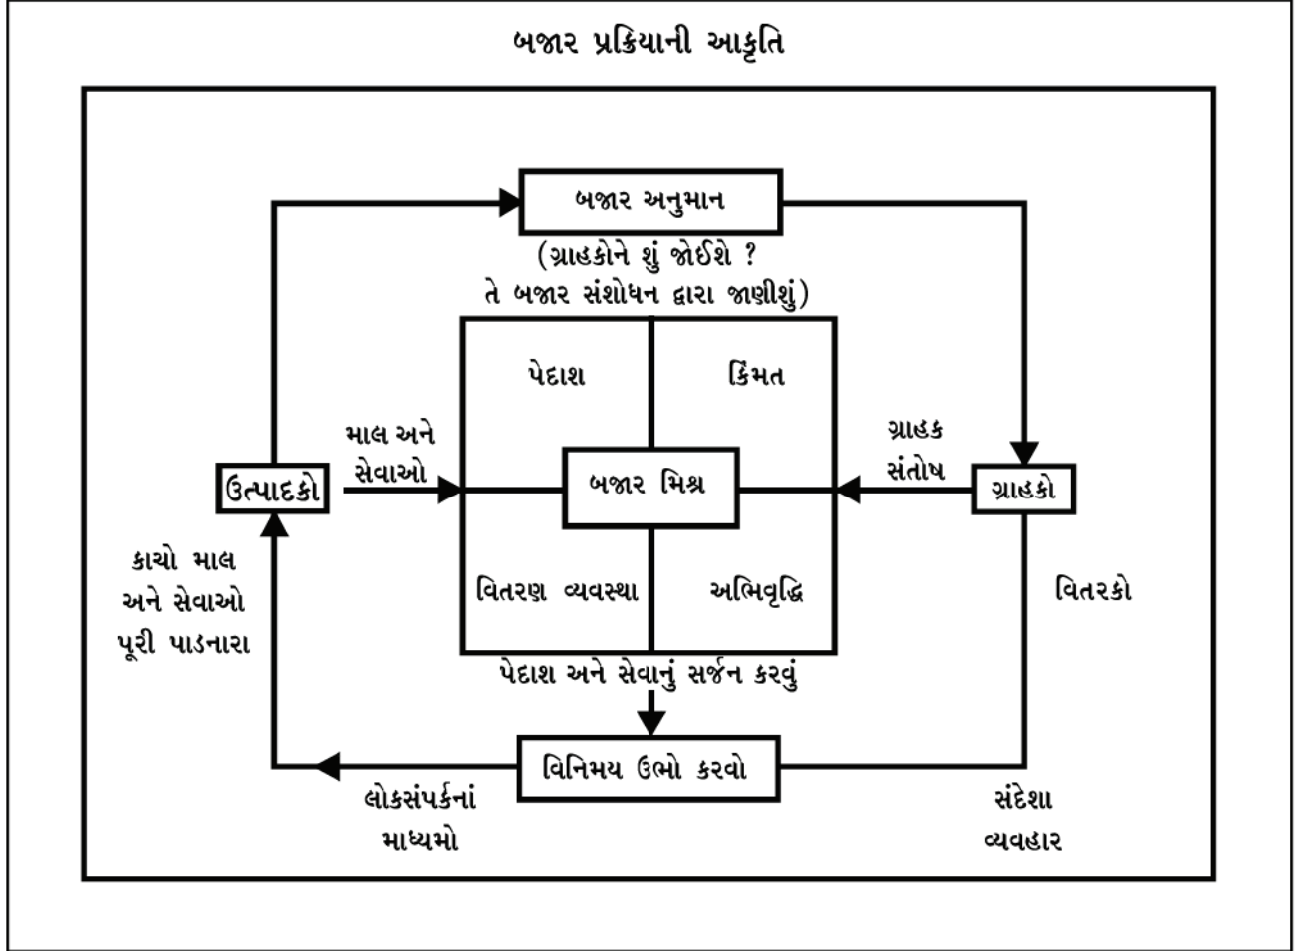 બજાર પ્રક્રિયાની આકૃતિ
બજાર અનુમાન
(ગ્રાહકોને શું જોઈશે ?
તે બજાર સંશોધન દ્વારા જાણીશું)
પેદાશ
કિંમત
માલ અને
સેવાઓ
ગ્રાહક
સંતોષ
ઉત્પાદકો
બજાર મિશ્ર
ગ્રાહકો
કાચો માલ
અને સેવાઓ
પૂરી પાડનારા
વિતરણ વ્યવસ્થા
અભિવૃદ્ધિ
વિતરકો
પેદાશ અને સેવાનું સર્જન કરવું
વિનિમય ઉભો કરવો
લોકસંપર્કનાં
માધ્યમો
સંદેશા
વ્યવહાર